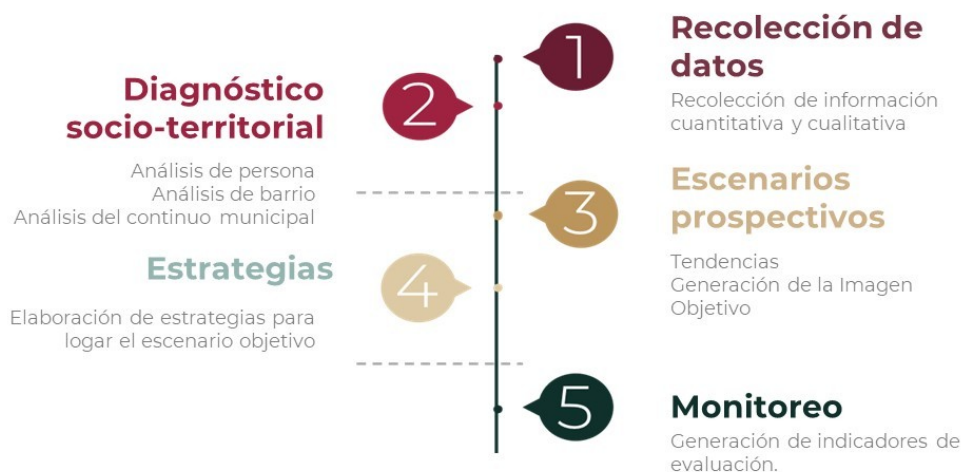 1
Recolección de
datos
Recolección de información
cuantitativa y cualitativa
2
Diagnóstico
socio-territorial
Análisis de persona
Análisis de barrio
Análisis del continuo municipal
3
Escenarios
prospectivos
Tendencias
Generación de la Imagen
Objetivo
4
Estrategias
Elaboración de estrategias para
logar el escenario objetivo
5
Monitoreo
Generación de indicadores de
evaluación.